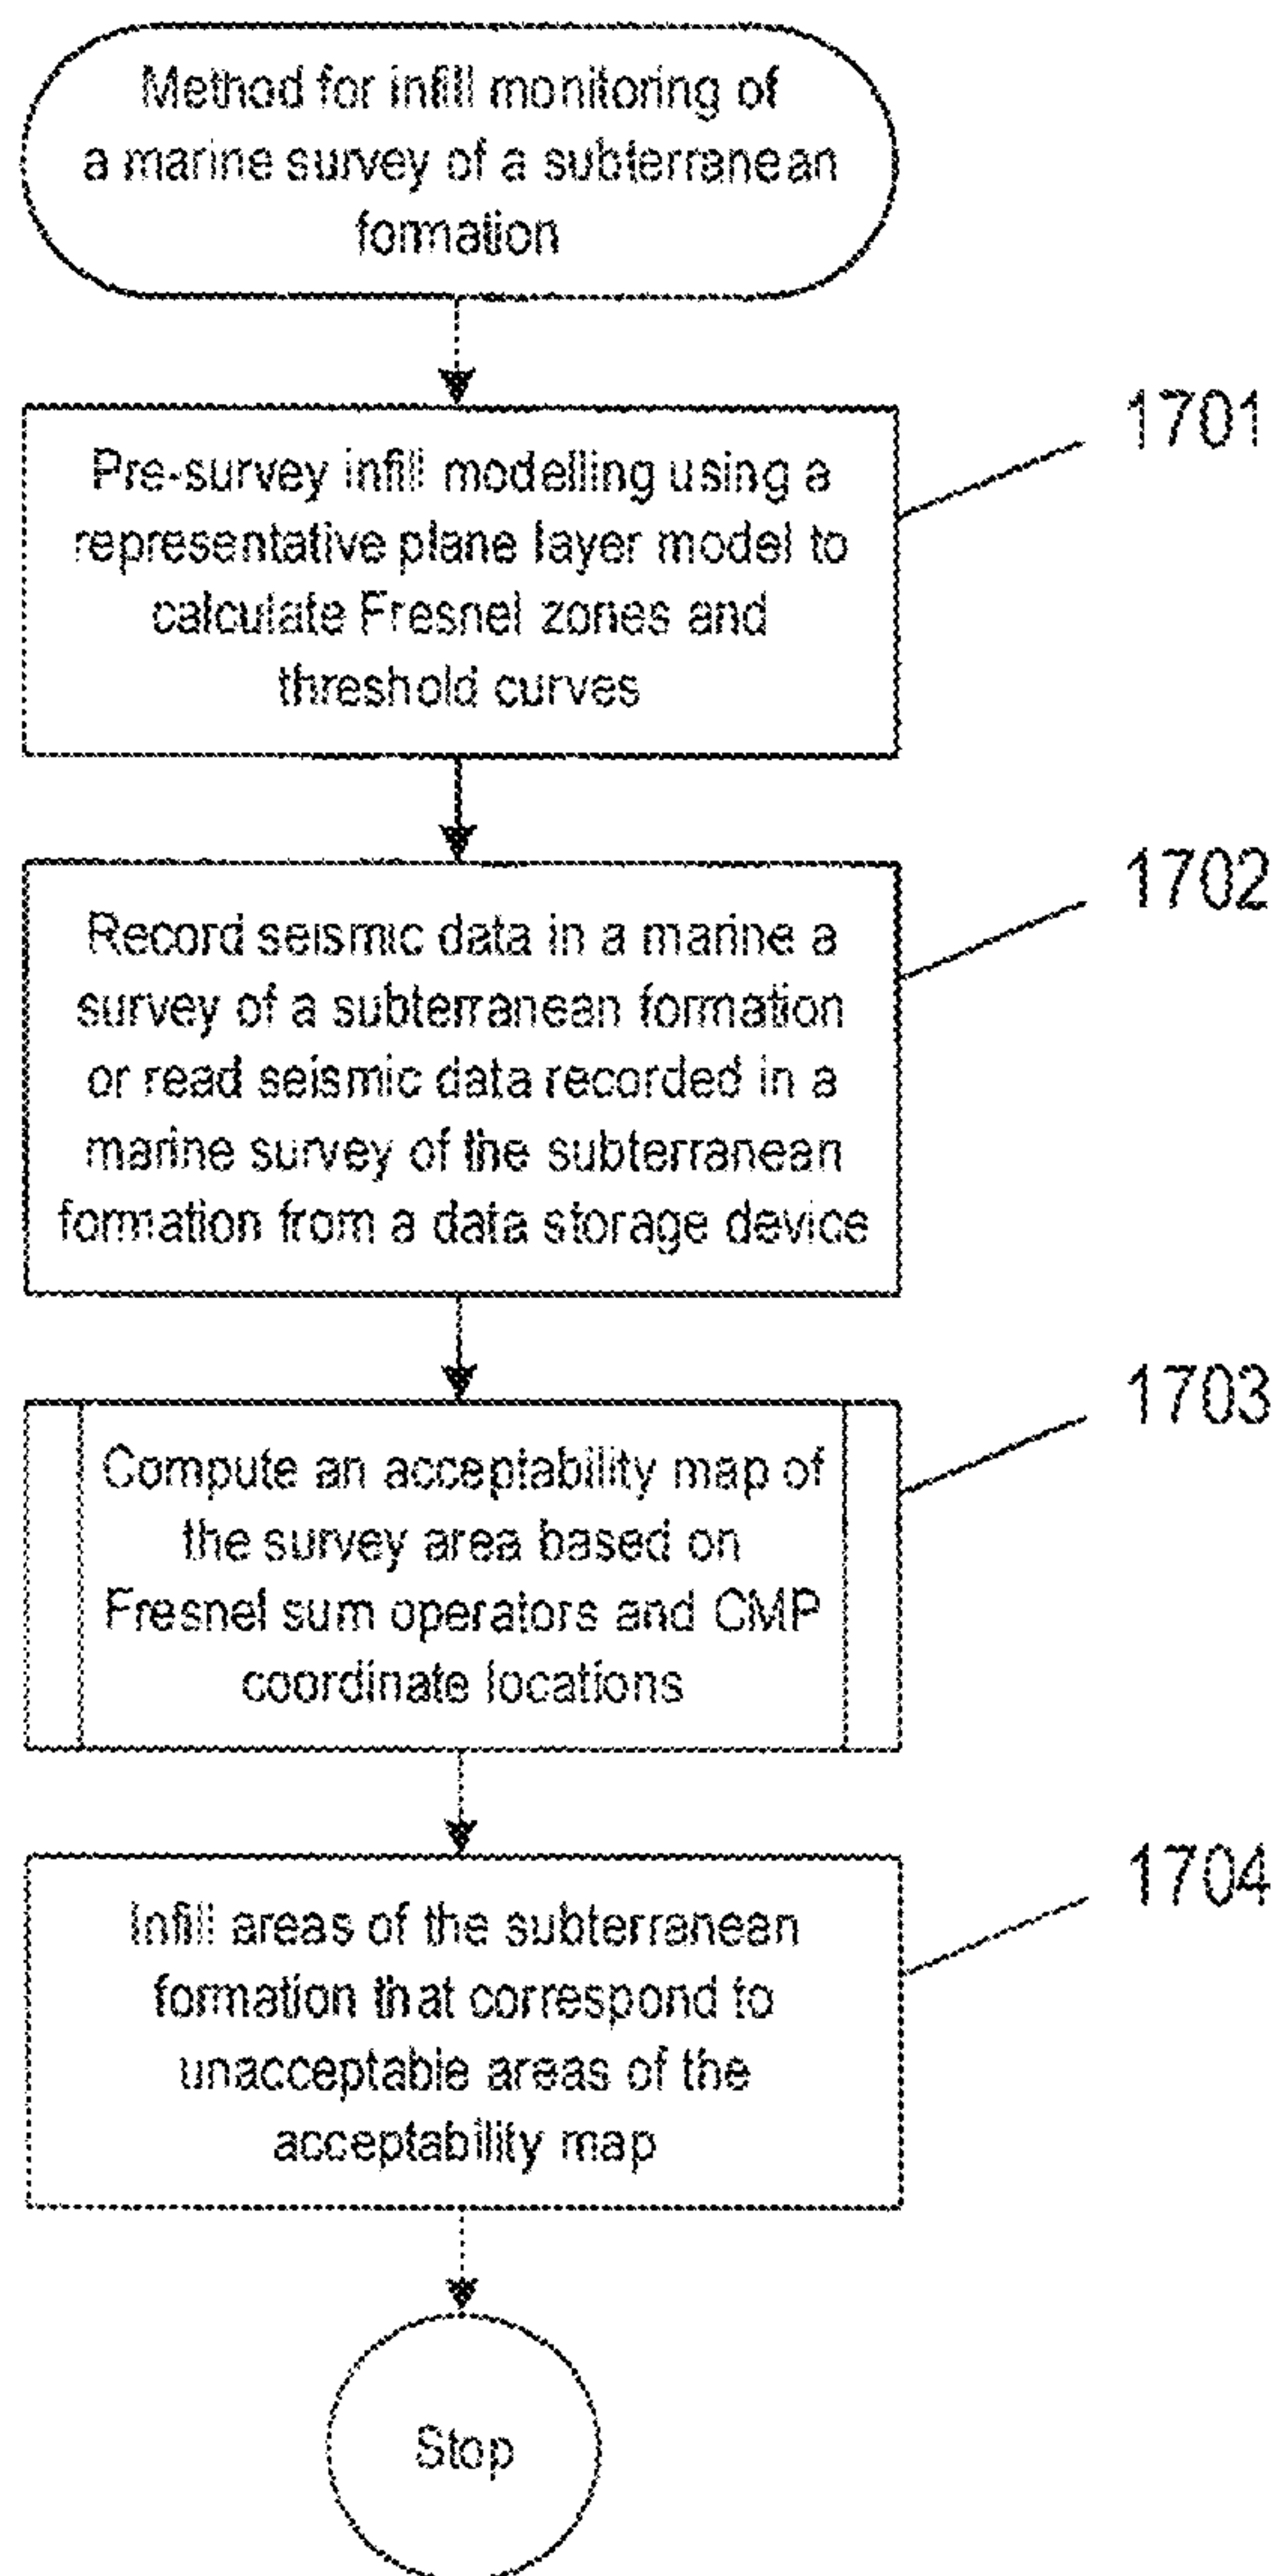 Method for infill monitoring of
a marine survey of a subterranean
formation
Pre-survey infill modelling using a
representative plane layer model to
calculate Fresnel zones and
threshold curves
1701
Record seismic data in a marine a
survey of a subterranean formation
or read seismic data recorded in a
marine survey of the subterranean
formation from a data storage device
1702
Compute an acceptability map of
the survey area based on
Fresnel sum operators and CMP
coordinate locations
1703
Infill areas of the subterranean
formation that correspond to
unacceptable areas of the
acceptability map
1704
Stop